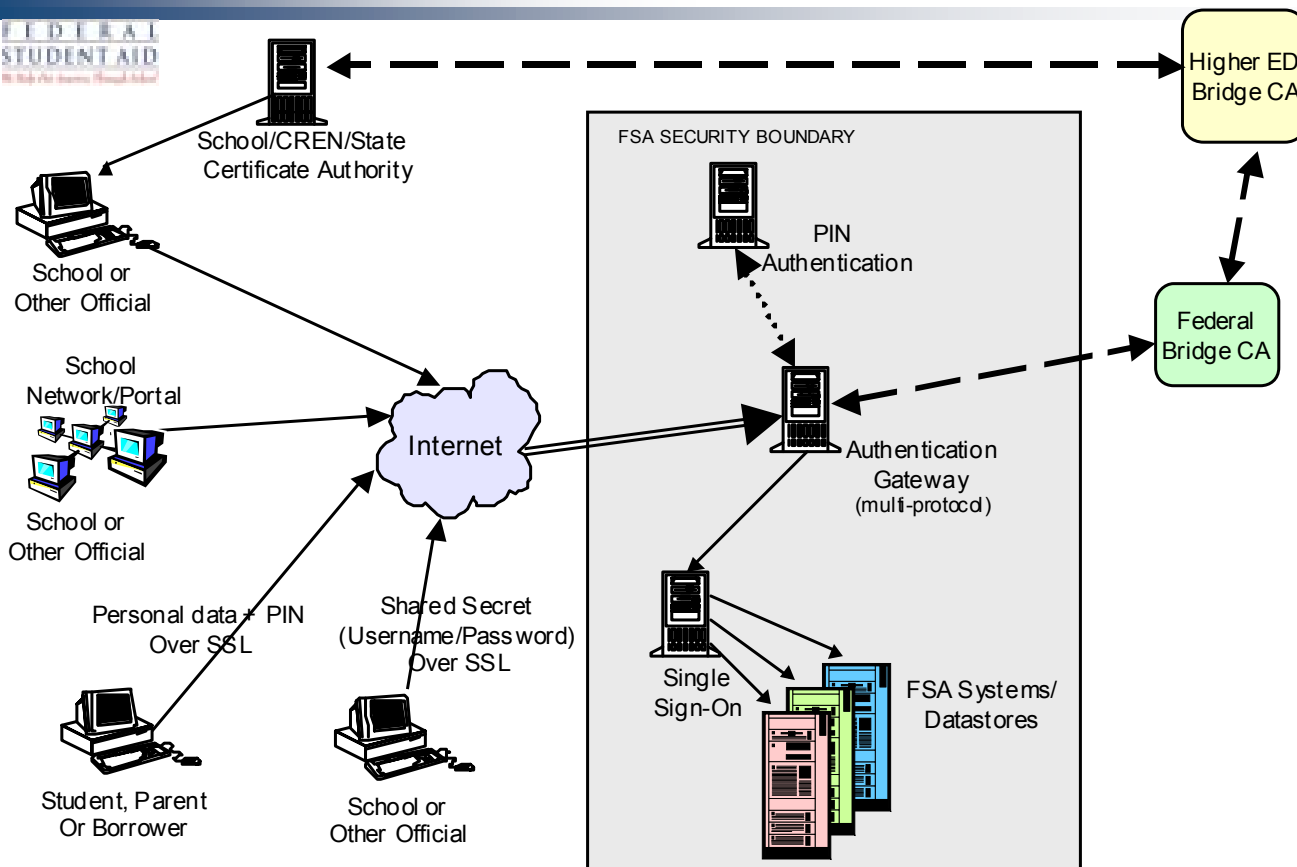 FEDERAL
STUDENT AID
Higher ED
Bridge CA
School/CREN/State
Certificate Authority
FSA SECURITY BOUNDARY
PIN
Authentication
School or
Other Official
Federal
Bridge CA
School
Network/Portal
Internet
Authentication
Gateway
(multi-protocol)
School or
Other Official
Personal data + PIN
Over SSL
Shared Secret
(Username/Password)
Over SSL
Single
Sign-On
FSA Systems/
Datastores
Student, Parent
Or Borrower
School or
Other Official